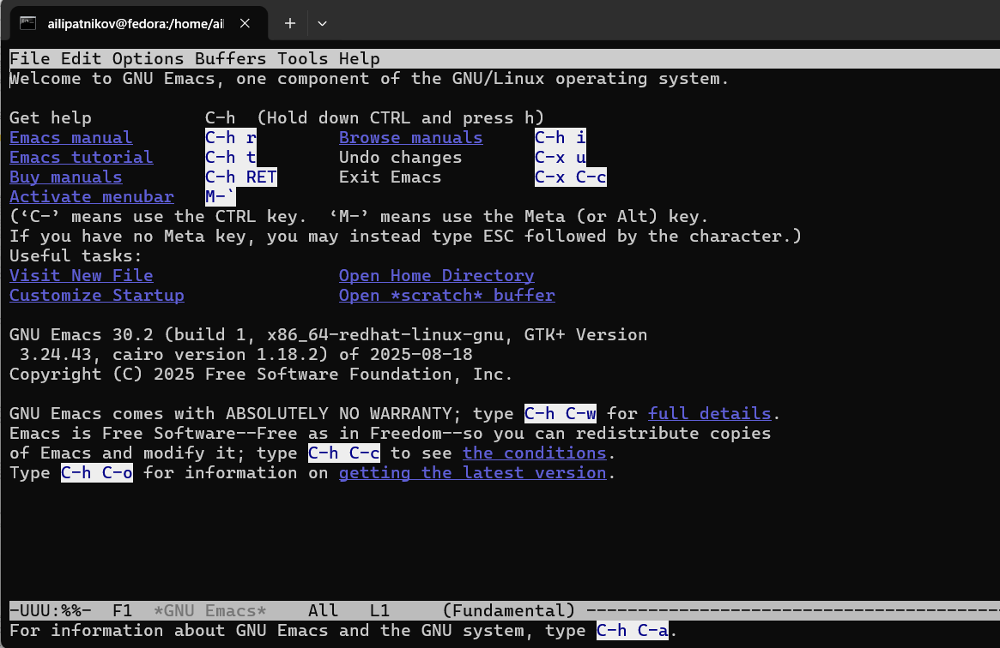 ailipatnikov@fedora:/home/ai
File Edit Options Buffers Tools Help
Welcome to GNU Emacs, one component of the GNU/Linux operating system.
Get help C-h (Hold down CTRL and press h)
Emacs manual C-h r Browse manuals C-h i
Emacs tutorial C-h t Undo changes C-x u
Buy manuals C-h RET Exit Emacs C-x C-c
Activate menubar M-`
(‘C-’ means use the CTRL key. ‘M-’ means use the Meta (or Alt) key.
If you have no Meta key, you may instead type ESC followed by the character.)
Useful tasks:
Visit New File Open Home Directory
Customize Startup Open *scratch* buffer
GNU Emacs 30.2 (build 1, x86_64-redhat-linux-gnu, GTK+ Version
3.24.43, cairo version 1.18.2) of 2025-08-18
Copyright (C) 2025 Free Software Foundation, Inc.
GNU Emacs comes with ABSOLUTELY NO WARRANTY; type C-h C-w for full details.
Emacs is Free Software--Free as in Freedom--so you can redistribute copies
of Emacs and modify it; type C-h C-c to see the conditions.
Type C-h C-o for information on getting the latest version.
-UUU:%%- F1 *GNU Emacs* All L1 (Fundamental) ----------------------------------------
For information about GNU Emacs and the GNU system, type C-h C-a.